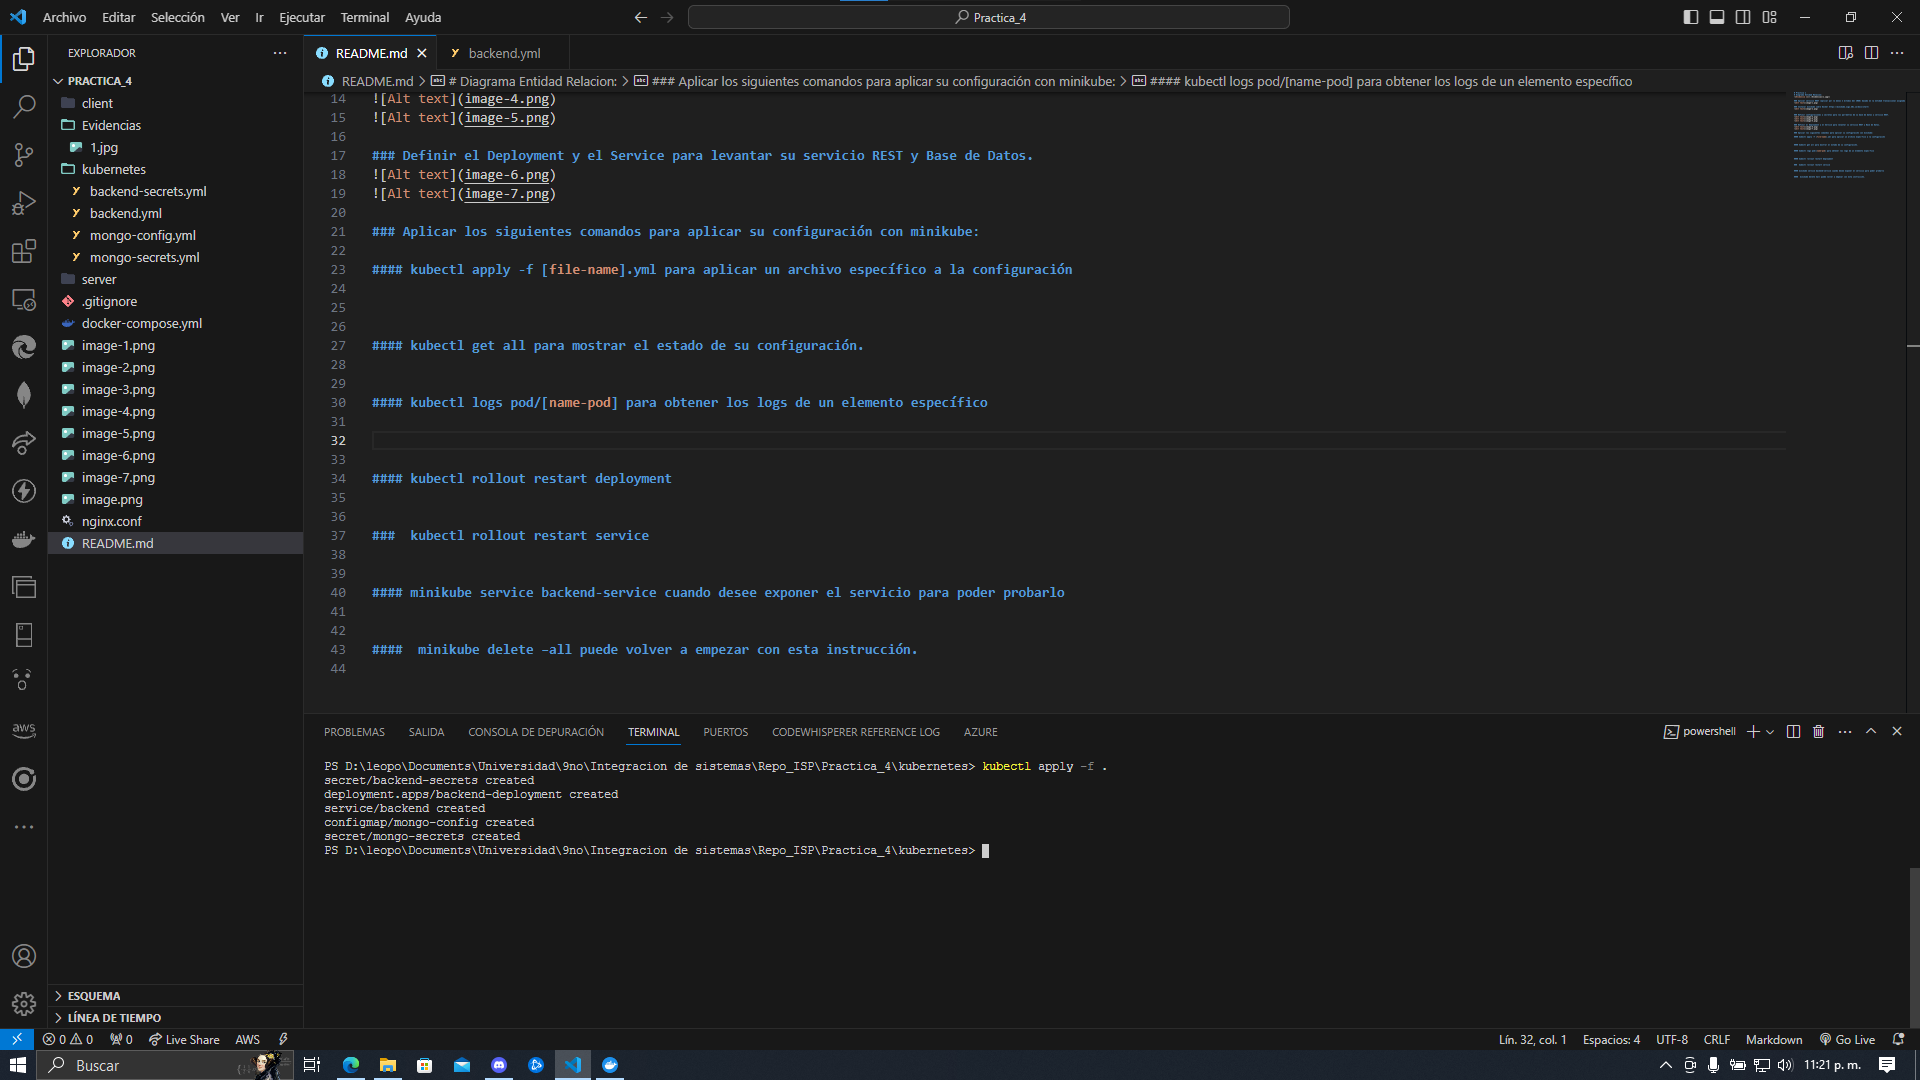 Archivo Editar Selección Ver Ir Ejecutar Terminal Ayuda
Practica_4
EXPLORADOR
PRACTICA_4
client
Evidencias
1.jpg
kubernetes
backend-secrets.yml
backend.yml
mongo-config.yml
mongo-secrets.yml
server
.gitignore
docker-compose.yml
image-1.png
image-2.png
image-3.png
image-4.png
image-5.png
image-6.png
image-7.png
image.png
nginx.conf
README.md
ESQUEMA
LÍNEA DE TIEMPO
README.md
backend.yml
README.md > # Diagrama Entidad Relacion: > ### Aplicar los siguientes comandos para aplicar su configuración con minikube: > #### kubectl logs pod/[name-pod] para obtener los logs de un elemento específico
14 ![Alt text](image-4.png)
15 ![Alt text](image-5.png)
16
17 ### Definir el Deployment y el Service para levantar su servicio REST y Base de Datos.
18 ![Alt text](image-6.png)
19 ![Alt text](image-7.png)
20
21 ### Aplicar los siguientes comandos para aplicar su configuración con minikube:
22
23 #### kubectl apply -f [file-name].yml para aplicar un archivo específico a la configuración
24
25
26
27 #### kubectl get all para mostrar el estado de su configuración.
28
29
30 #### kubectl logs pod/[name-pod] para obtener los logs de un elemento específico
31
32
33
34 #### kubectl rollout restart deployment
35
36
37 ###  kubectl rollout restart service
38
39
40 #### minikube service backend-service cuando desee exponer el servicio para poder probarlo
41
42
43 ####  minikube delete –all puede volver a empezar con esta instrucción.
44
PROBLEMAS SALIDA CONSOLA DE DEPURACIÓN TERMINAL PUERTOS CODEWHISPERER REFERENCE LOG AZURE
powershell
PS D:\leopo\Documents\Universidad\9no\Integracion de sistemas\Repo_ISP\Practica_4\kubernetes> kubectl apply -f .
secret/backend-secrets created
deployment.apps/backend-deployment created
service/backend created
configmap/mongo-config created
secret/mongo-secrets created
PS D:\leopo\Documents\Universidad\9no\Integracion de sistemas\Repo_ISP\Practica_4\kubernetes>
aws
0 0 0 Live Share AWS
Lín. 32, col. 1 Espacios: 4 UTF-8 CRLF Markdown Go Live
Buscar
11:21 p. m.